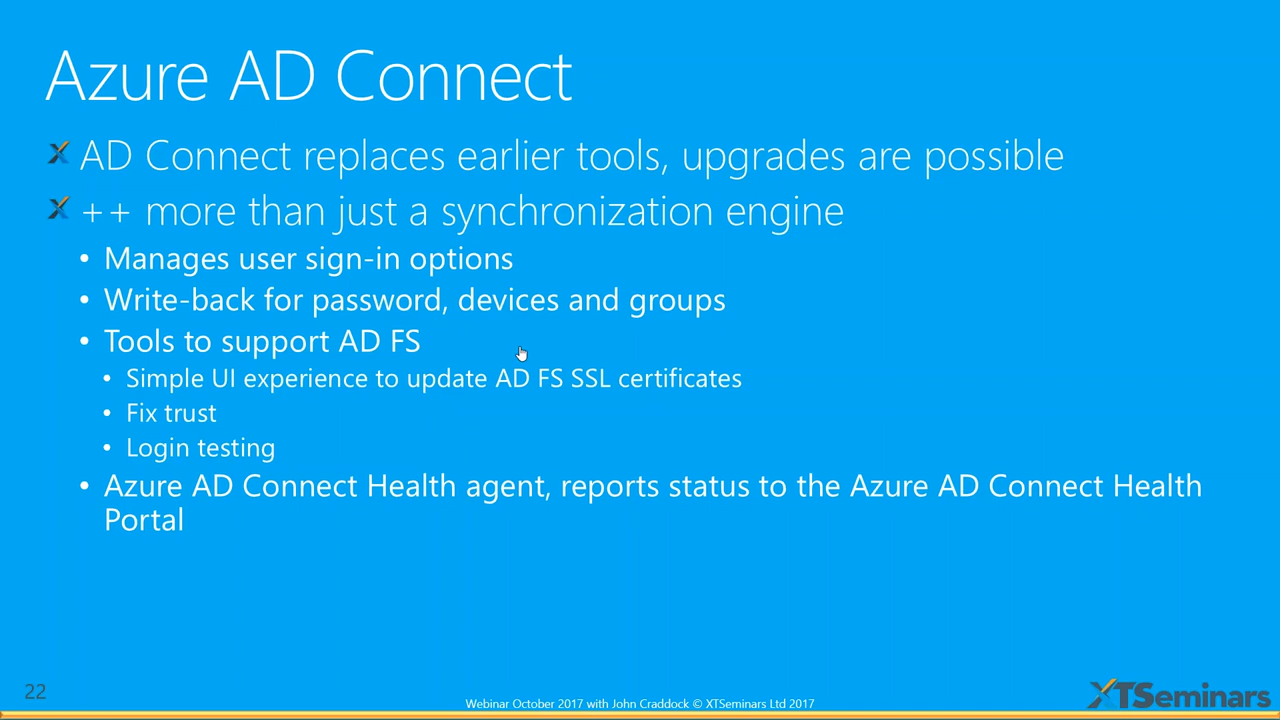 Azure AD Connect
AD Connect replaces earlier tools, upgrades are possible
++ more than just a synchronization engine
• Manages user sign-in options
• Write-back for password, devices and groups
• Tools to support AD FS
• Simple UI experience to update AD FS SSL certificates
• Fix trust
• Login testing
• Azure AD Connect Health agent, reports status to the Azure AD Connect Health
Portal
22
Webinar October 2017 with John Craddock © XTSeminars Ltd 2017
XTSeminars